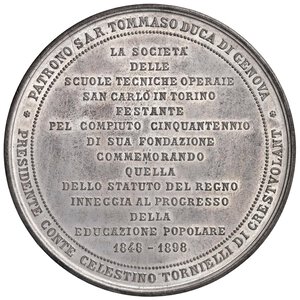 PATRONO S.A.R. TOMMASO DUCA DI GENOVA
PRESIDENTE CONTE CELESTINO TORNIELLI DI CRESTVOLANT
LA SOCIETÀ
DELLE
SCUOLE TECNICHE OPERAIE
SAN CARLO IN TORINO
FESTANTE
PEL COMPIUTO CINQUANTENNIO
DI SUA FONDAZIONE
COMMEMORANDO
QUELLA
DELLO STATUTO DEL REGNO
INNEGGIA AL PROGRESSO
DELLA
EDUCAZIONE POPOLARE
1848 - 1898